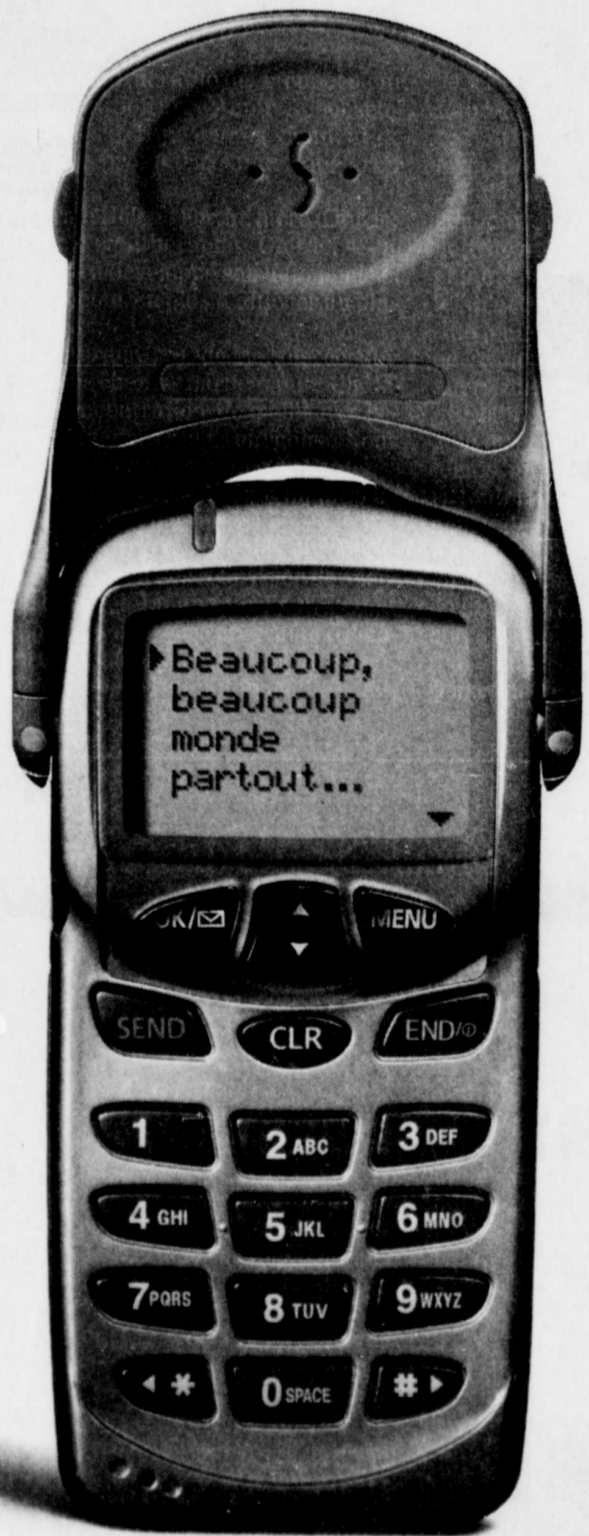 Beaucoup,
beaucoup
monde
partout...
OK/
MENU
SEND
CLR
END/
1
2 ABC
3 DEF
4 GHI
5 JKL
6 MNO
7 PQRS
8 TUV
9 WXYZ
*
0 SPACE
#